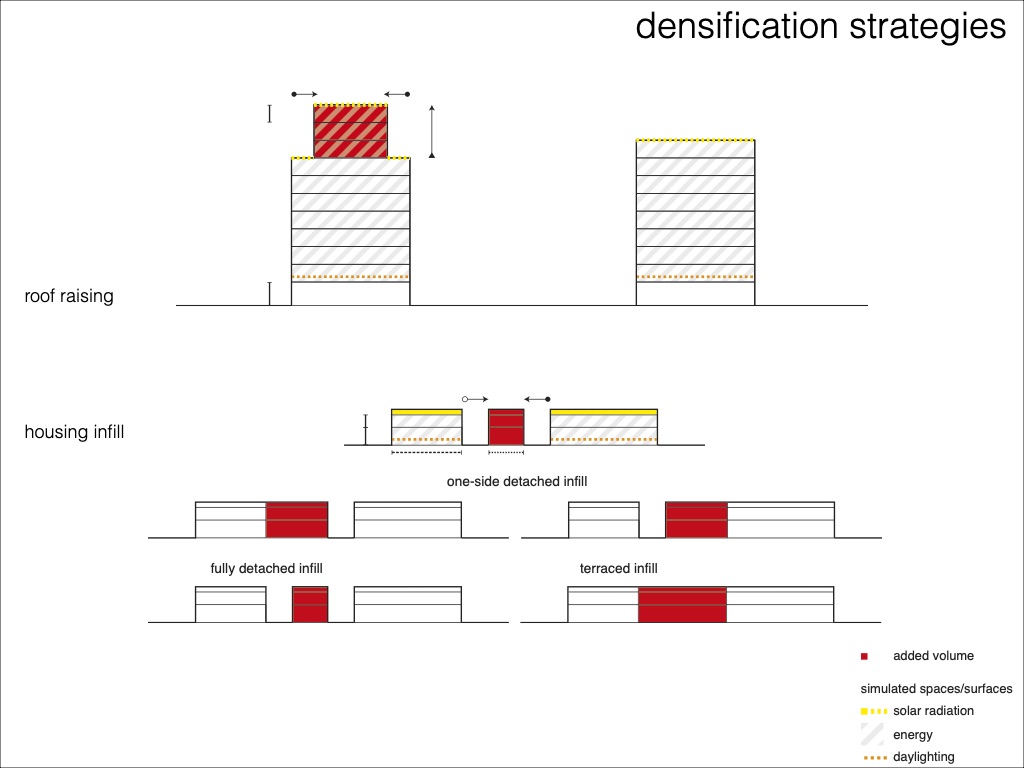 densification strategies
roof raising
housing infill
one-side detached infill
fully detached infill
terraced infill
added volume
simulated spaces/surfaces
solar radiation
energy
daylighting